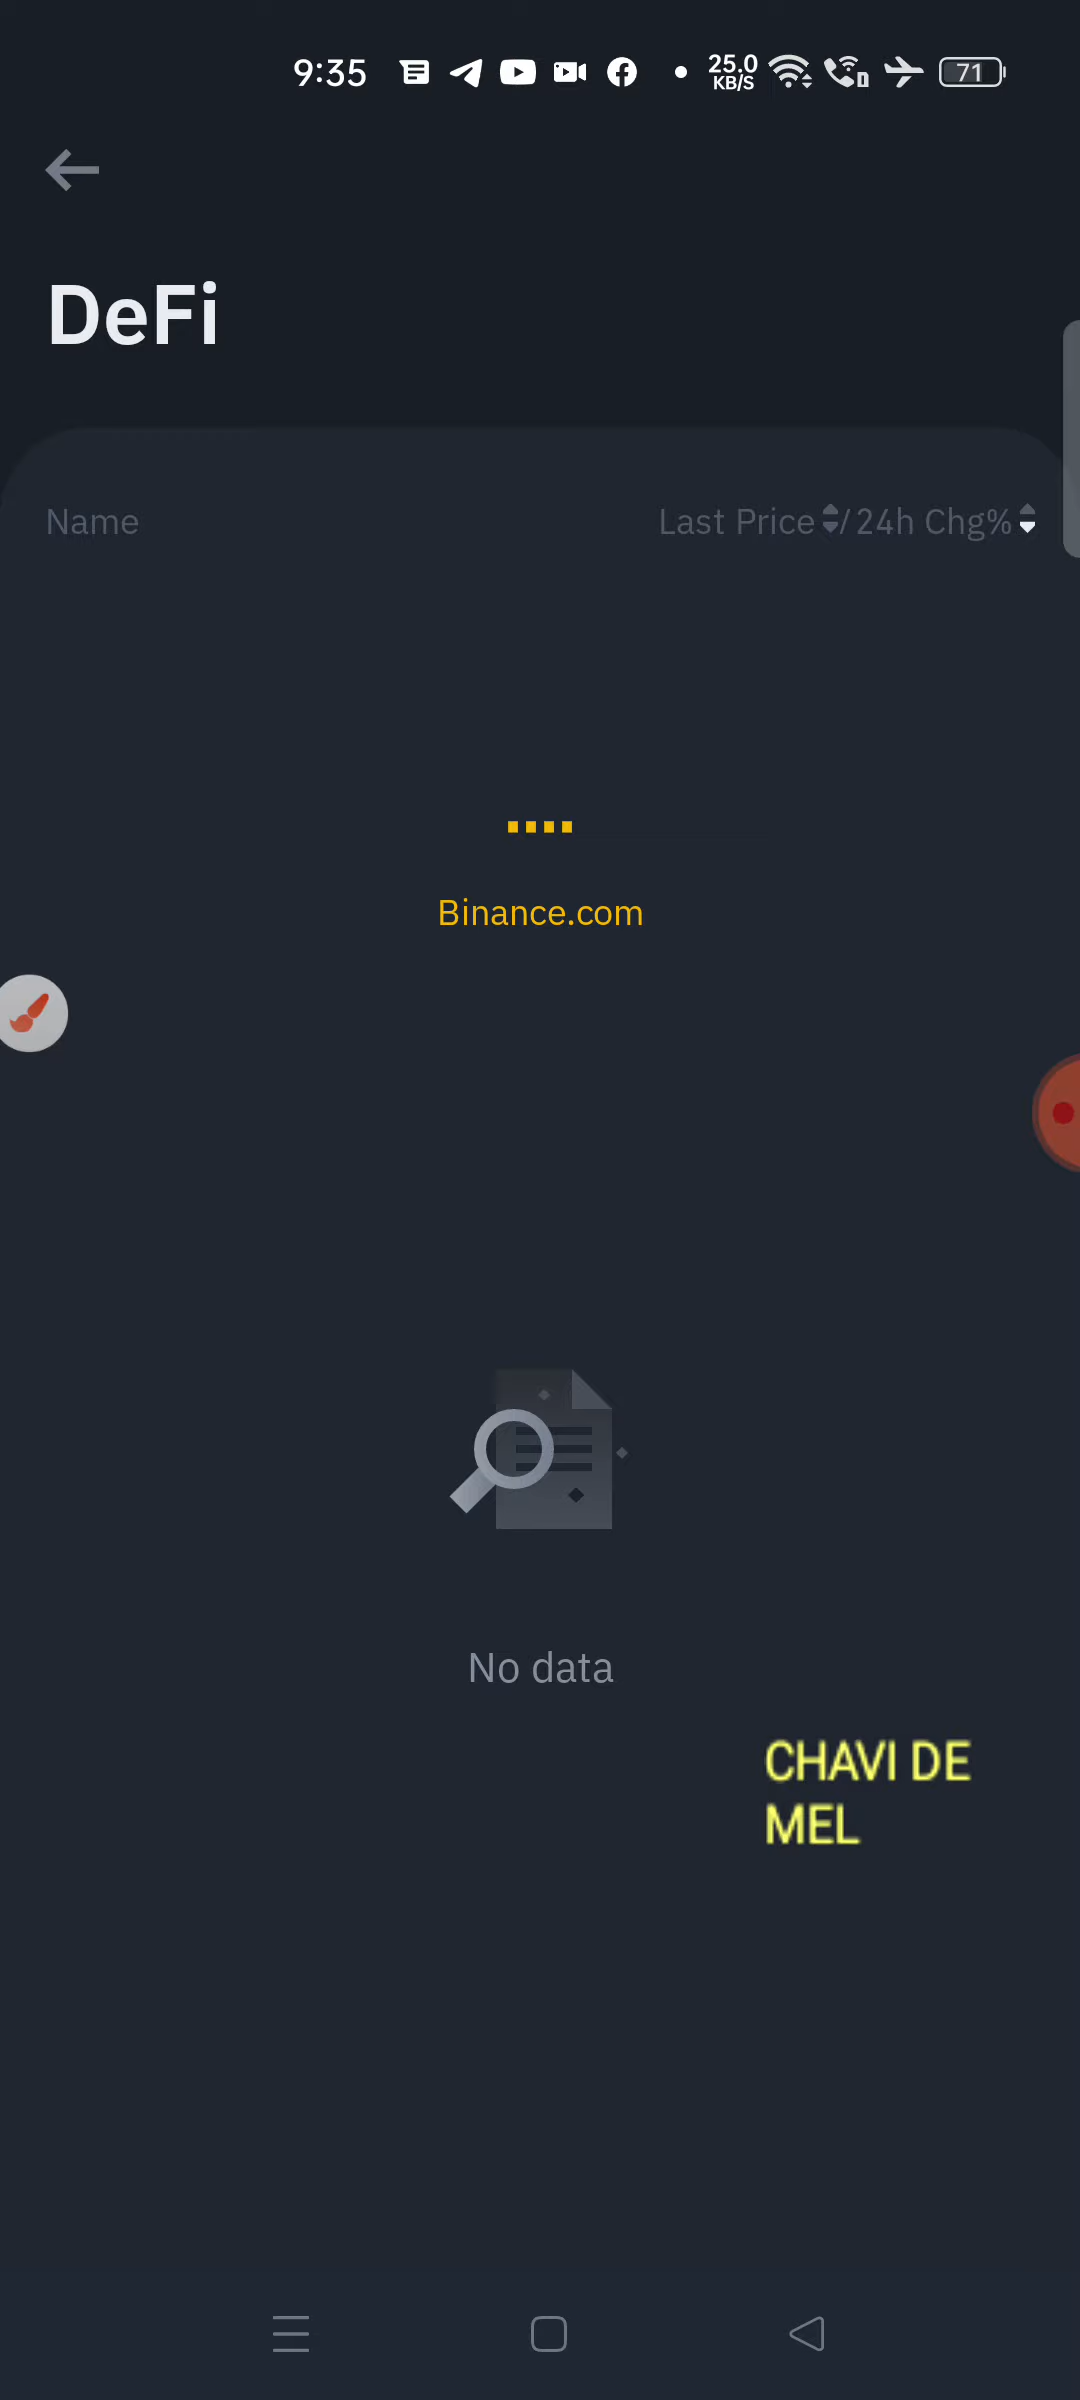 9:35 25.0 KB/S 71
DeFi
Name Last Price / 24h Chg%
Binance.com
No data
CHAVI DE
MEL